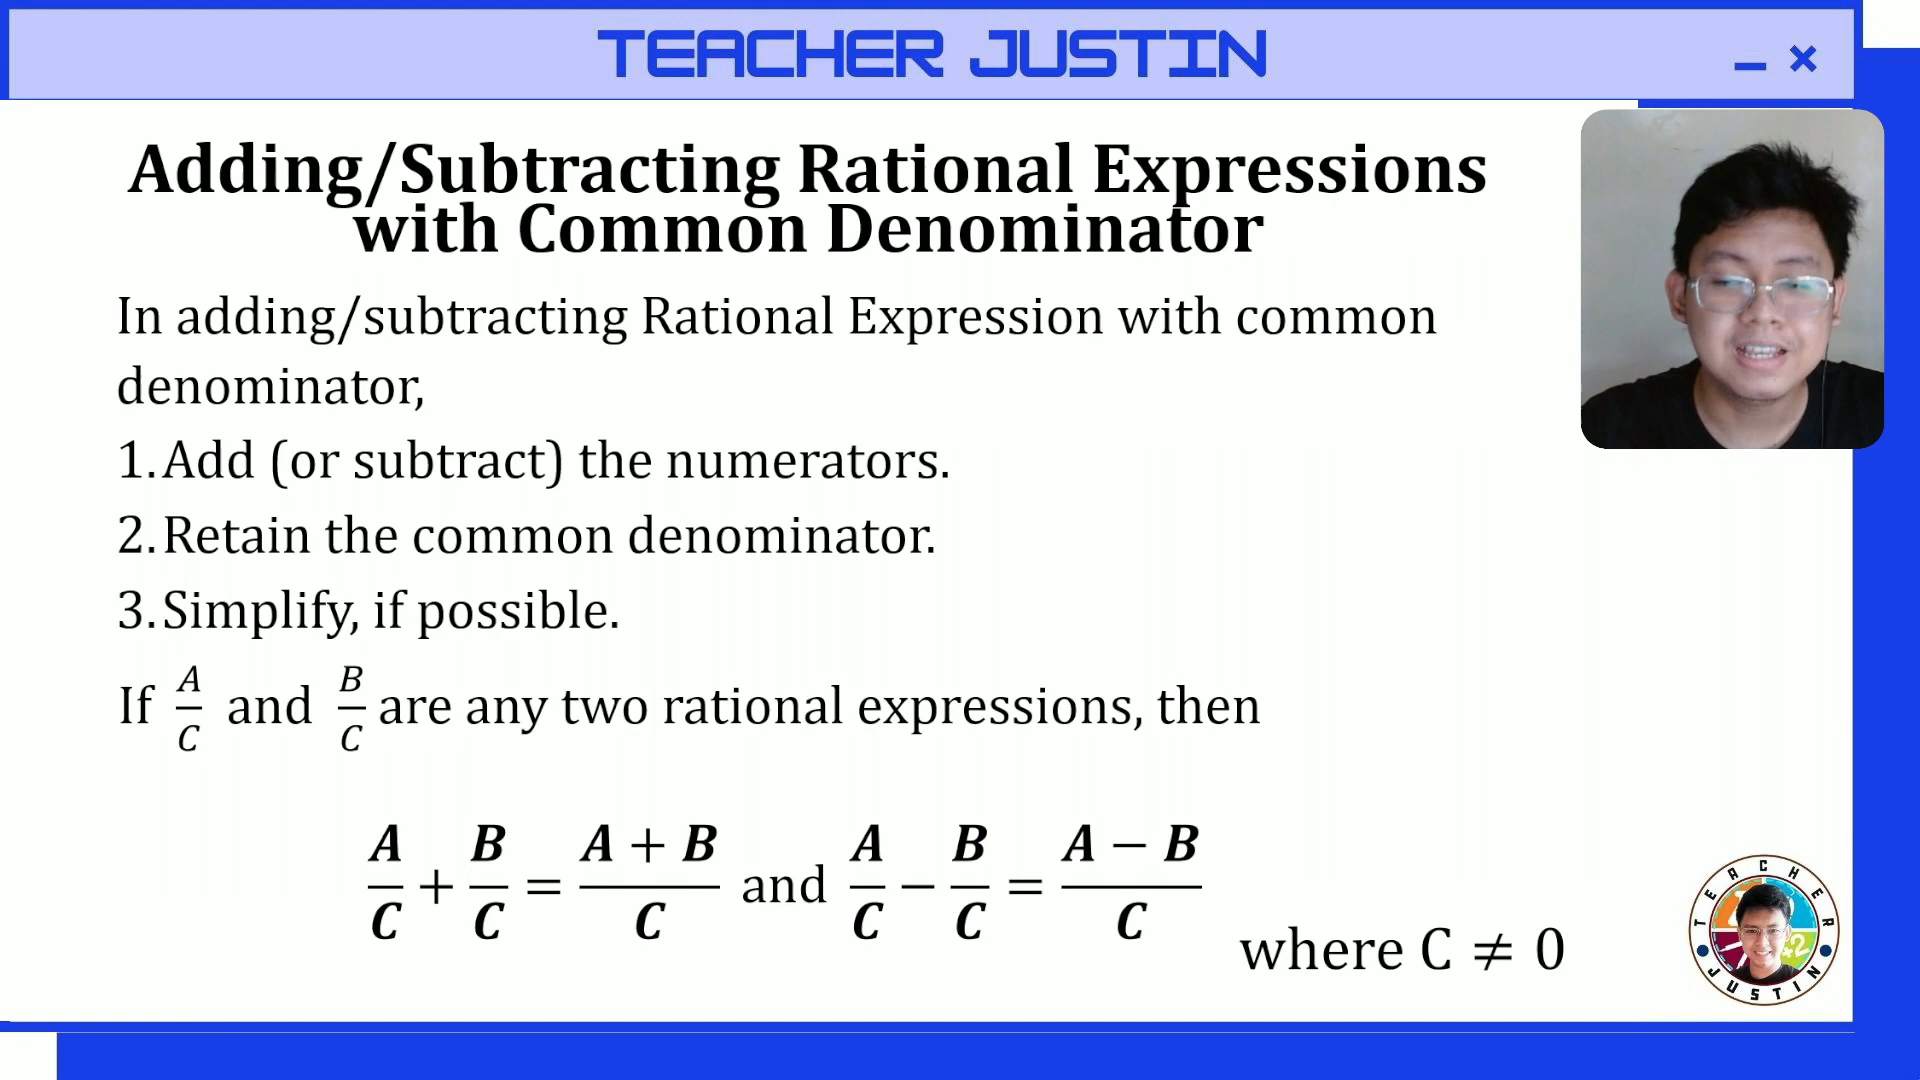 TEACHER JUSTIN
Adding/Subtracting Rational Expressions
with Common Denominator
In adding/subtracting Rational Expression with common
denominator,
1. Add (or subtract) the numerators.
2. Retain the common denominator.
3. Simplify, if possible.
If A/C and B/C are any two rational expressions, then
A/C + B/C = (A + B)/C and A/C − B/C = (A − B)/C
where C ≠ 0
TEACHER
JUSTIN